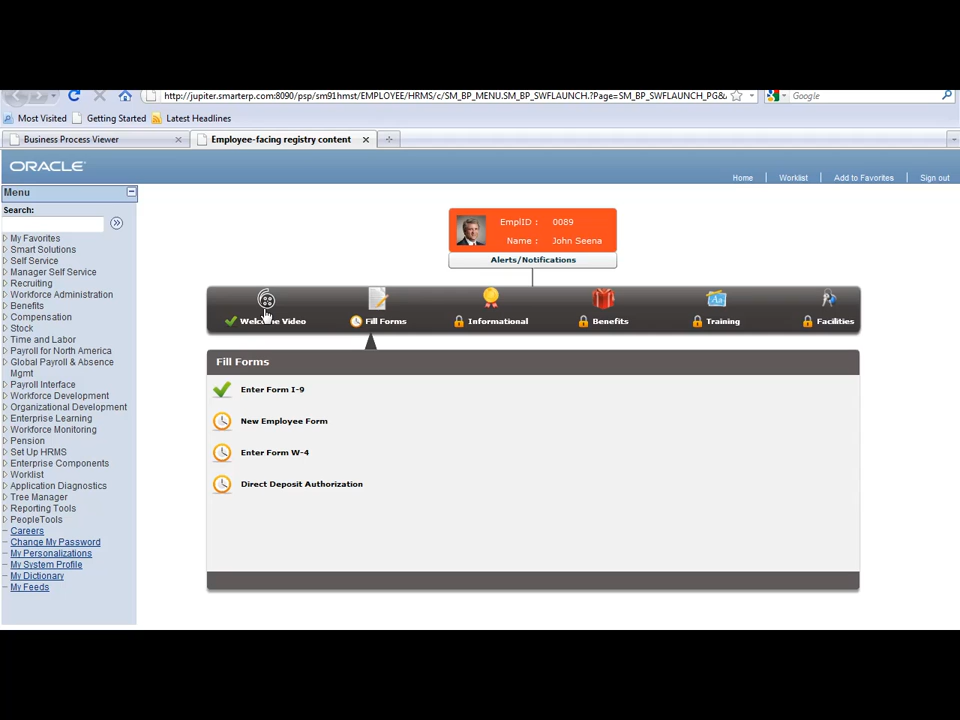 http://jupiter.smarterp.com:8090/psp/sm91hmst/EMPLOYEE/HRMS/c/SM_BP_MENU.SM_BP_SWFLAUNCH.?Page=SM_BP_SWFLAUNCH_PG&
Google
Most Visited
Getting Started
Latest Headlines
Business Process Viewer
Employee-facing registry content
ORACLE
Home
Worklist
Add to Favorites
Sign out
Menu
Search:
My Favorites
Smart Solutions
Self Service
Manager Self Service
Recruiting
Workforce Administration
Benefits
Compensation
Stock
Time and Labor
Payroll for North America
Global Payroll & Absence
Mgmt
Payroll Interface
Workforce Development
Organizational Development
Enterprise Learning
Workforce Monitoring
Pension
Set Up HRMS
Enterprise Components
Worklist
Application Diagnostics
Tree Manager
Reporting Tools
PeopleTools
Careers
Change My Password
My Personalizations
My System Profile
My Dictionary
My Feeds
EmplID : 0089
Name : John Seena
Alerts/Notifications
Welcome Video
Fill Forms
Informational
Benefits
Training
Facilities
Fill Forms
Enter Form I-9
New Employee Form
Enter Form W-4
Direct Deposit Authorization